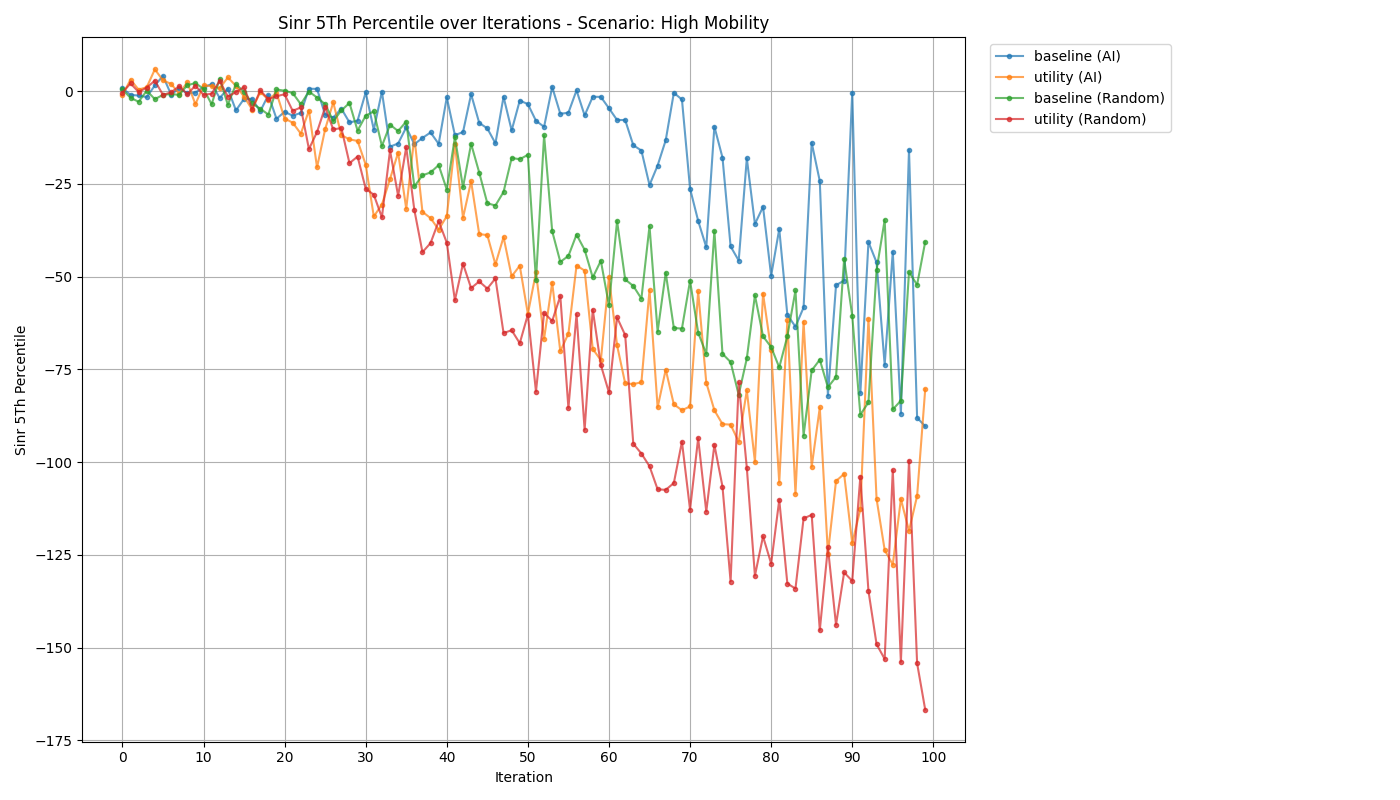 Sinr 5Th Percentile over Iterations - Scenario: High Mobility
baseline (AI)
utility (AI)
baseline (Random)
utility (Random)
Sinr 5Th Percentile
0
−25
−50
−75
−100
−125
−150
−175
0 10 20 30 40 50 60 70 80 90 100
Iteration